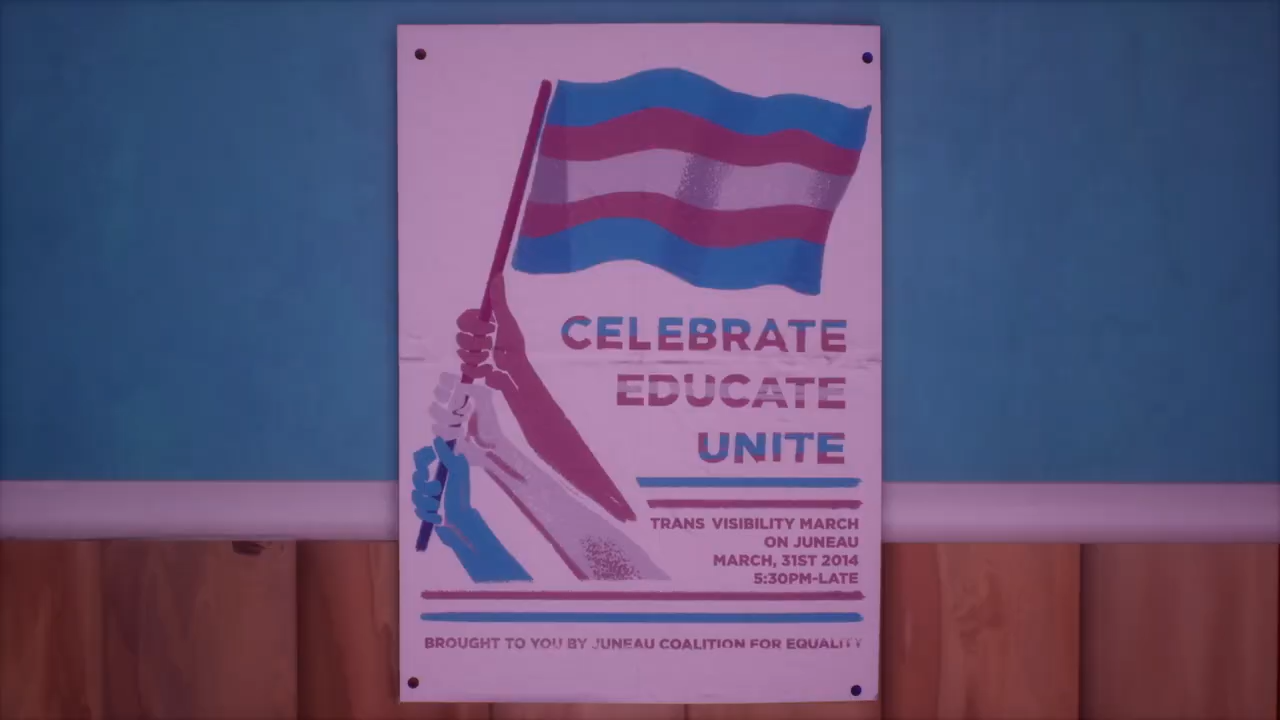 CELEBRATE
EDUCATE
UNITE
TRANS VISIBILITY MARCH
ON JUNEAU
MARCH, 31ST 2014
5:30PM-LATE
BROUGHT TO YOU BY JUNEAU COALITION FOR EQUALITY